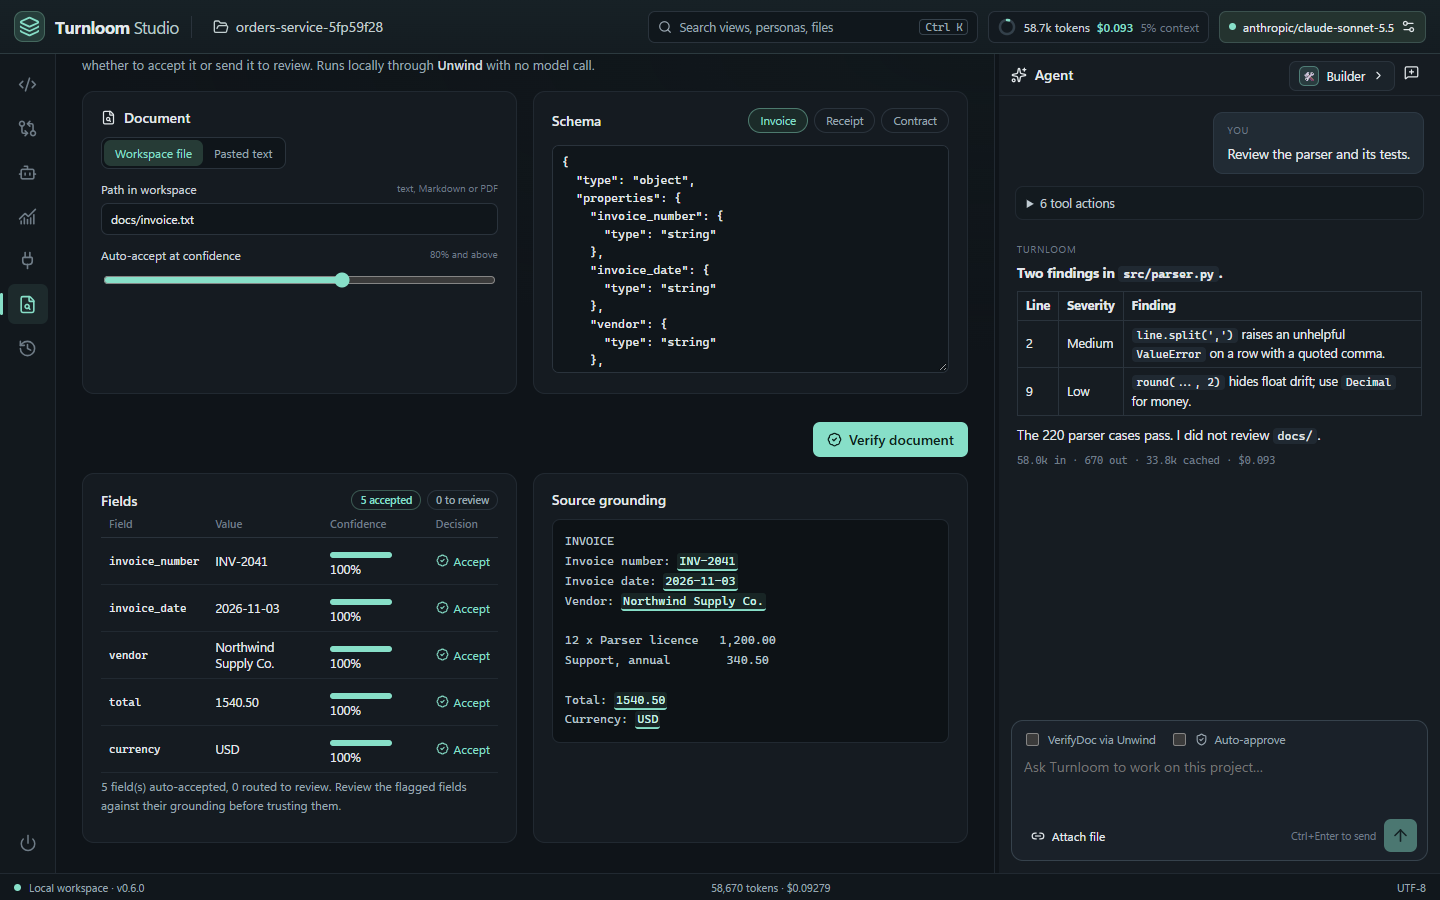 Turnloom Studio
orders-service-5fp59f28
Search views, personas, files
Ctrl K
58.7k tokens $0.093 5% context
anthropic/claude-sonnet-5.5
whether to accept it or send it to review. Runs locally through Unwind with no model call.
Document
Workspace file
Pasted text
Path in workspace
text, Markdown or PDF
docs/invoice.txt
Auto-accept at confidence
80% and above
Schema
Invoice
Receipt
Contract
{
"type": "object",
"properties": {
"invoice_number": {
"type": "string"
},
"invoice_date": {
"type": "string"
},
"vendor": {
"type": "string"
},
Verify document
Fields
5 accepted
0 to review
Field Value Confidence Decision
invoice_number INV-2041 100% Accept
invoice_date 2026-11-03 100% Accept
vendor Northwind Supply Co. 100% Accept
total 1540.50 100% Accept
currency USD 100% Accept
5 field(s) auto-accepted, 0 routed to review. Review the flagged fields
against their grounding before trusting them.
Source grounding
INVOICE
Invoice number: INV-2041
Invoice date: 2026-11-03
Vendor: Northwind Supply Co.
12 x Parser licence 1,200.00
Support, annual 340.50
Total: 1540.50
Currency: USD
Agent
Builder
YOU
Review the parser and its tests.
6 tool actions
TURNLOOM
Two findings in src/parser.py.
Line Severity Finding
2 Medium line.split(',') raises an unhelpful
ValueError on a row with a quoted comma.
9 Low round(..., 2) hides float drift; use Decimal
for money.
The 220 parser cases pass. I did not review docs/.
58.0k in · 670 out · 33.8k cached · $0.093
VerifyDoc via Unwind
Auto-approve
Ask Turnloom to work on this project...
Attach file
Ctrl+Enter to send
Local workspace · v0.6.0
58,670 tokens · $0.09279
UTF-8